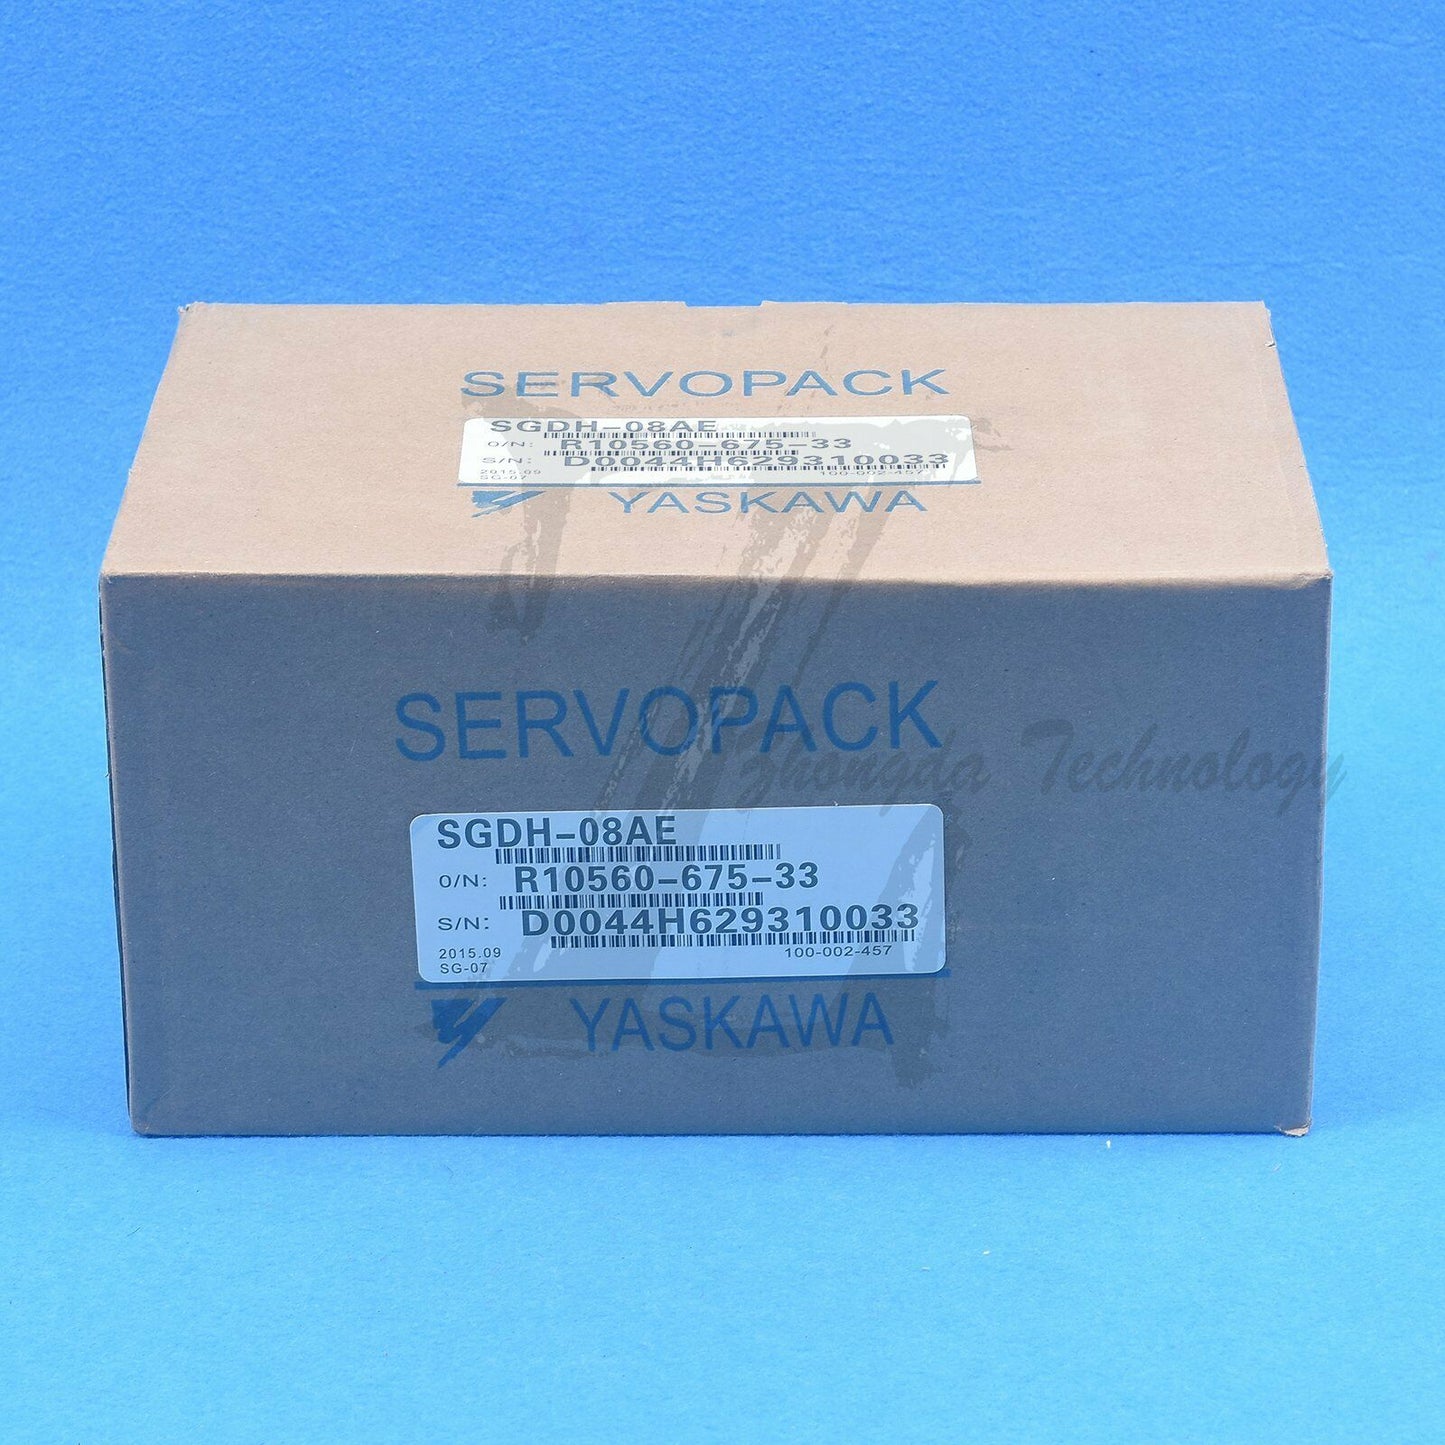 SERVOPACK
SGDH-08AE
O/N: R10560-675-33
S/N: D0044H629310033
2015.09 100-002-457
SG-07
YASKAWA
SERVOPACK
Zhongda Technology
SGDH-08AE
O/N: R10560-675-33
S/N: D0044H629310033
2015.09 100-002-457
SG-07
YASKAWA